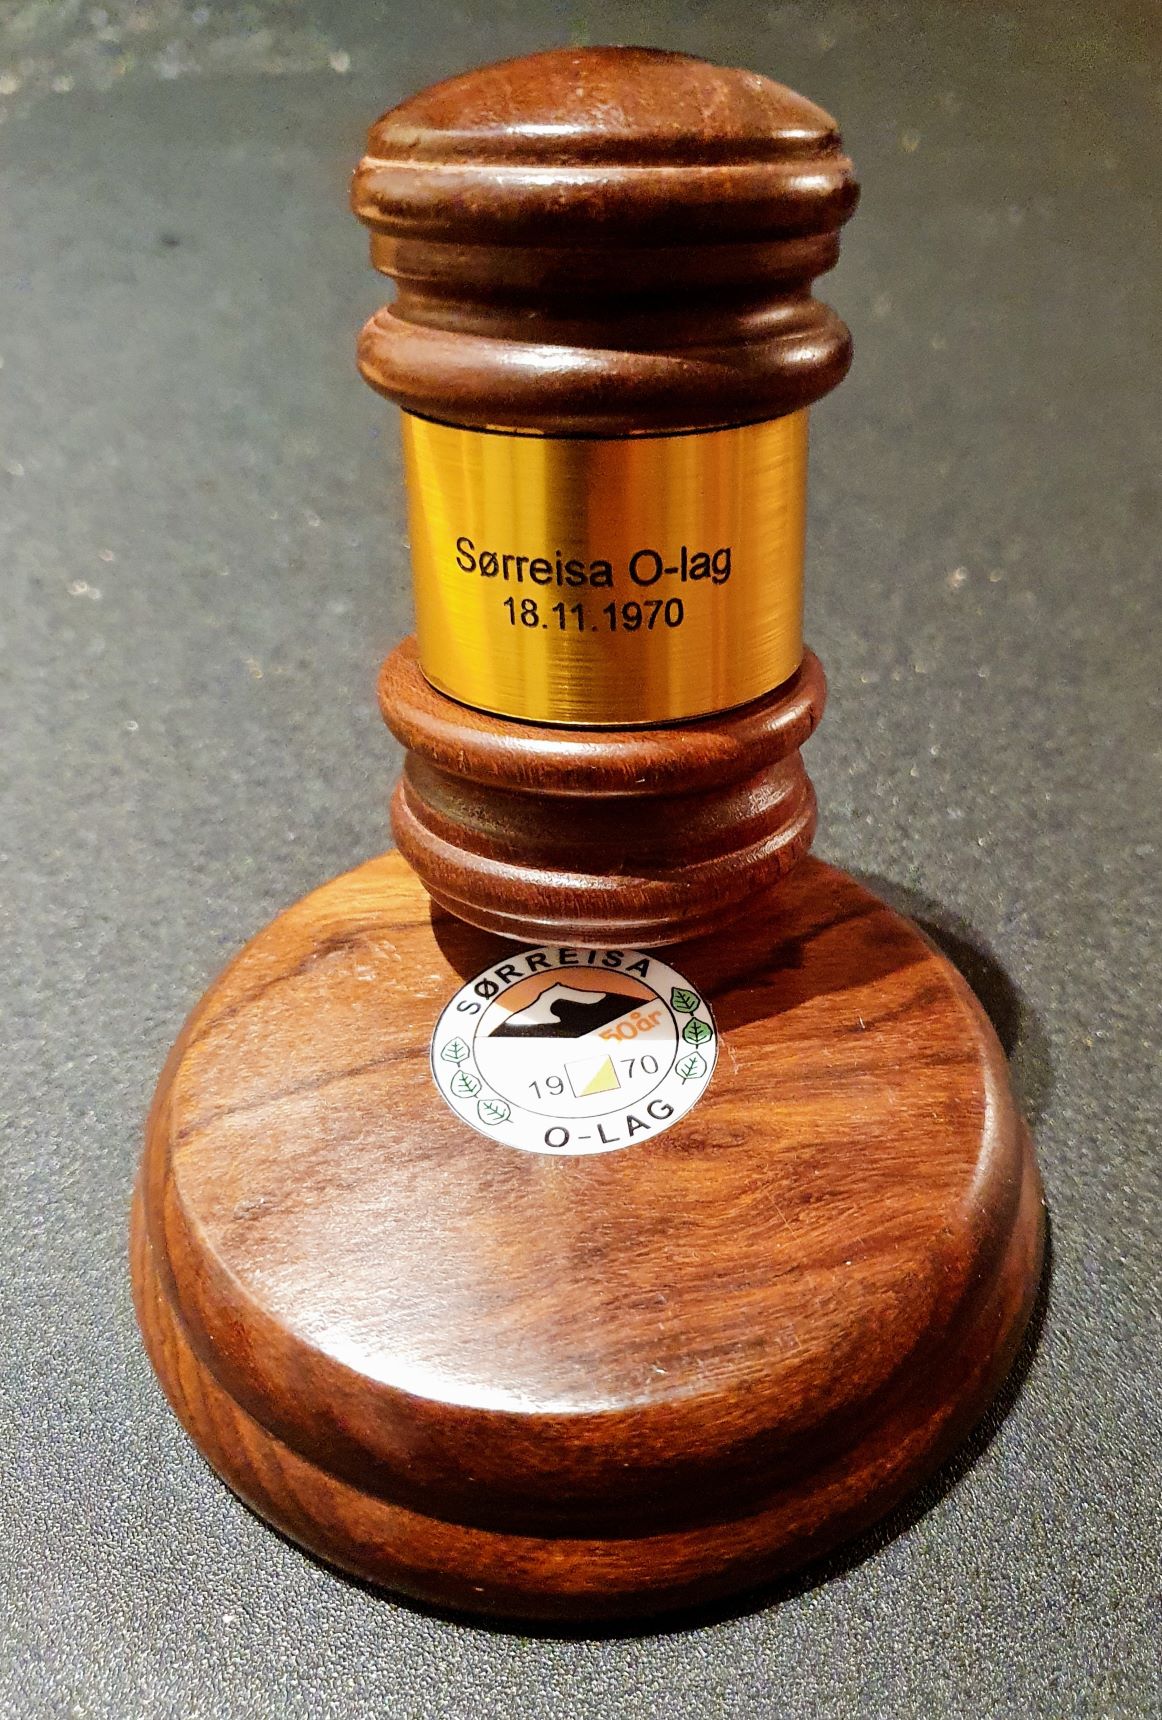 Sørreisa O-lag
18.11.1970
SØRREISA
50år
19 70
O-LAG